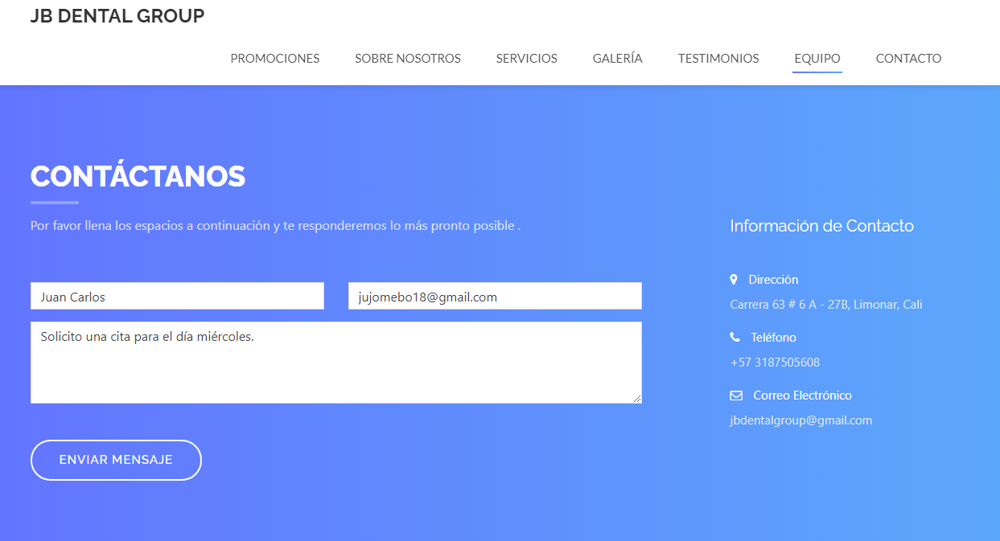 JB DENTAL GROUP
PROMOCIONES SOBRE NOSOTROS SERVICIOS GALERÍA TESTIMONIOS EQUIPO CONTACTO
CONTÁCTANOS
Por favor llena los espacios a continuación y te responderemos lo más pronto posible .
Juan Carlos
jujomebo18@gmail.com
Solicito una cita para el día miércoles.
ENVIAR MENSAJE
Información de Contacto
Dirección
Carrera 63 # 6 A - 27B, Limonar, Cali
Teléfono
+57 3187505608
Correo Electrónico
jbdentalgroup@gmail.com